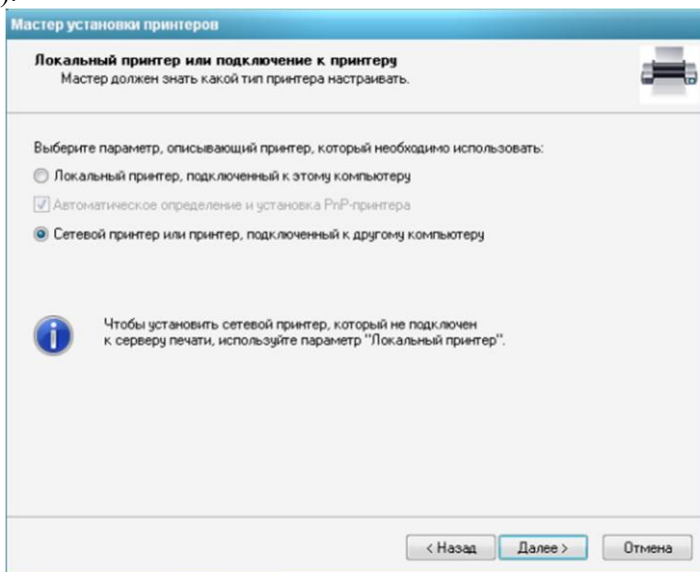 ).
Мастер установки принтеров
Локальный принтер или подключение к принтеру
Мастер должен знать какой тип принтера настраивать.
Выберите параметр, описывающий принтер, который необходимо использовать:
Локальный принтер, подключенный к этому компьютеру
Автоматическое определение и установка PnP-принтера
Сетевой принтер или принтер, подключенный к другому компьютеру
Чтобы установить сетевой принтер, который не подключен
к серверу печати, используйте параметр "Локальный принтер".
< Назад Далее > Отмена